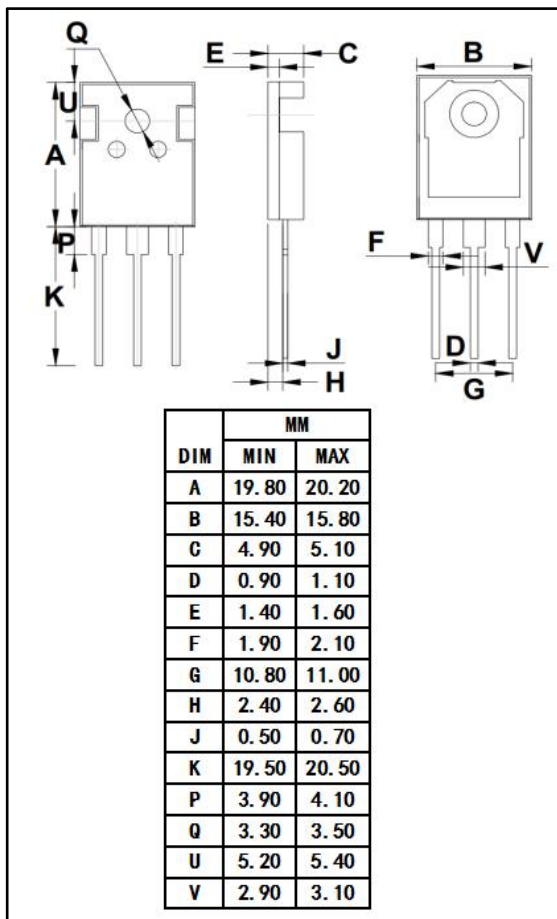 Q
E C B
U
A
P
K
F V
J
H
D
G
MM
DIM MIN MAX
A 19.80 20.20
B 15.40 15.80
C 4.90 5.10
D 0.90 1.10
E 1.40 1.60
F 1.90 2.10
G 10.80 11.00
H 2.40 2.60
J 0.50 0.70
K 19.50 20.50
P 3.90 4.10
Q 3.30 3.50
U 5.20 5.40
V 2.90 3.10